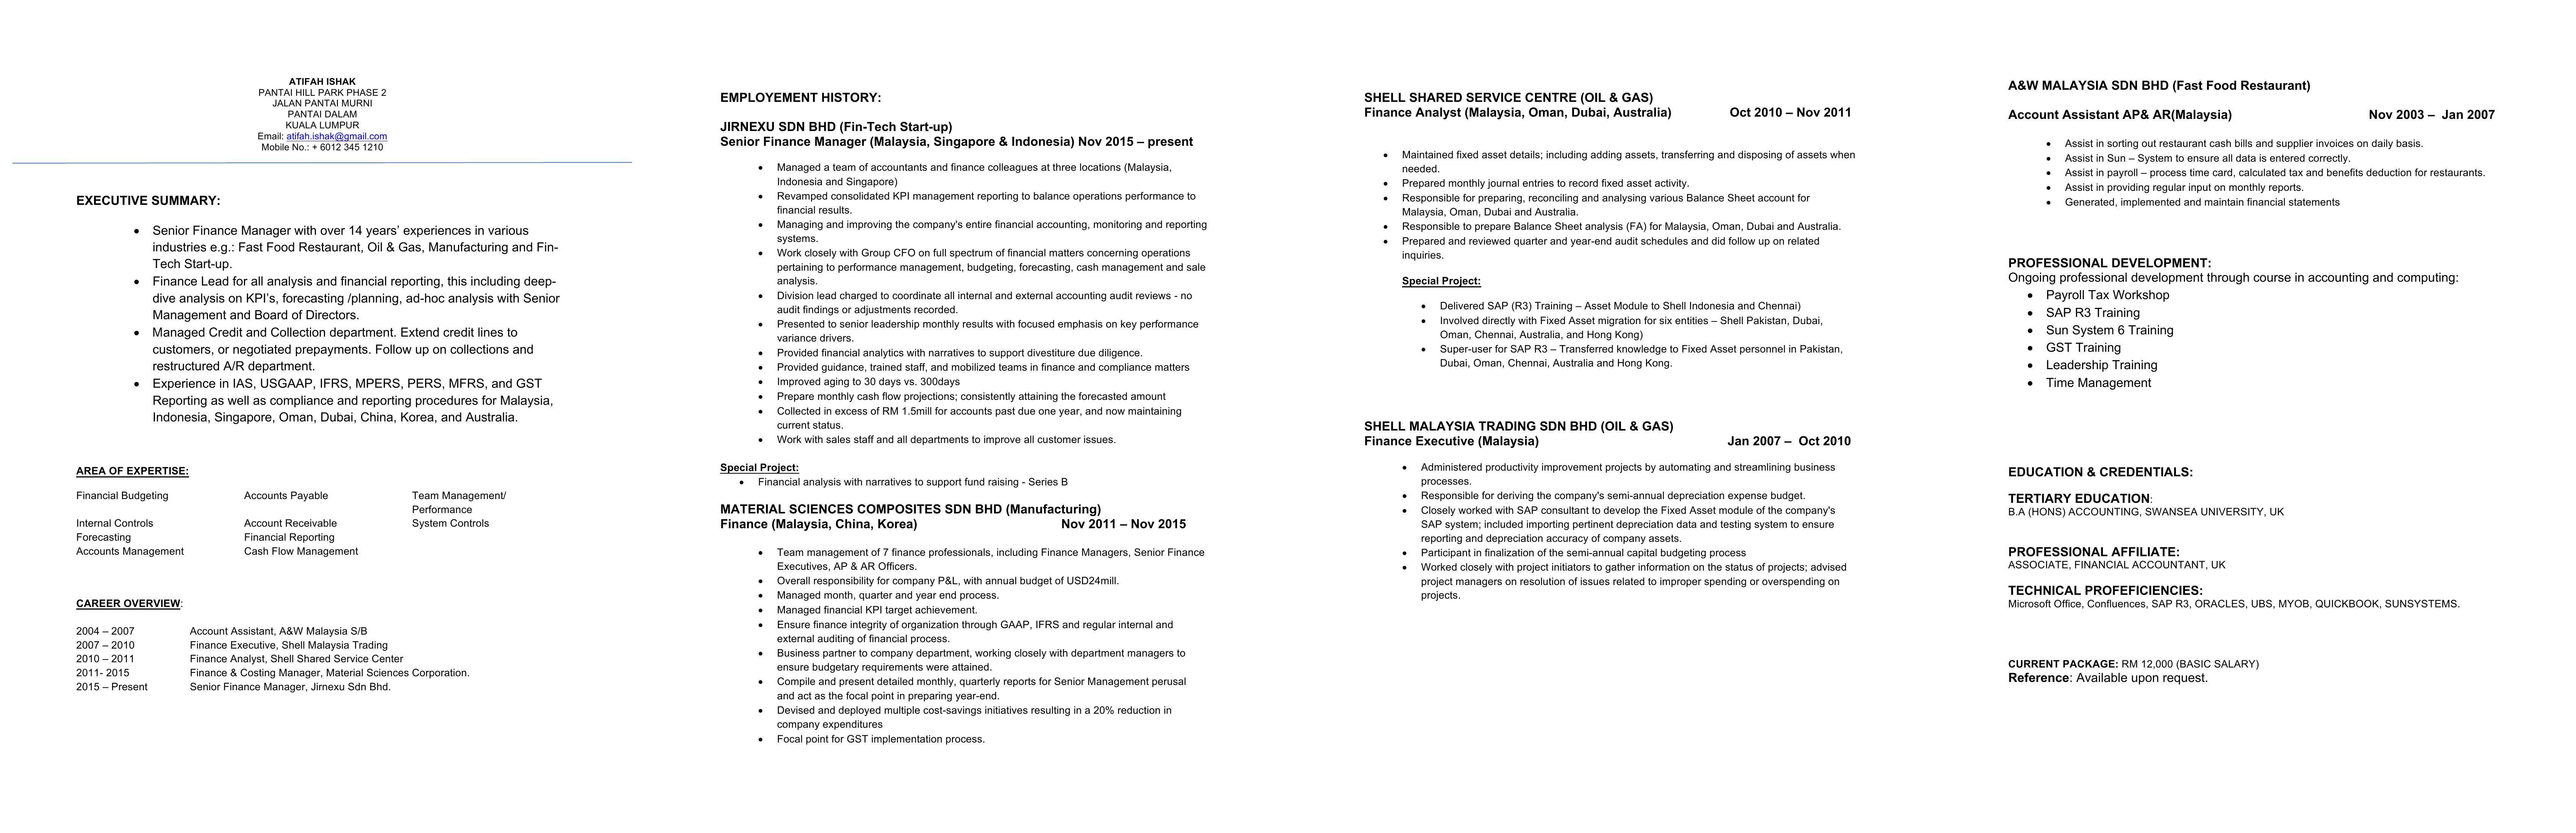 ATIFAH ISHAK
PANTAI HILL PARK PHASE 2
JALAN PANTAI MURNI
PANTAI DALAM
KUALA LUMPUR
Email: atifah.ishak@gmail.com
Mobile No.: + 6012 345 1210
EXECUTIVE SUMMARY:
• Senior Finance Manager with over 14 years’ experiences in various
industries e.g.: Fast Food Restaurant, Oil & Gas, Manufacturing and Fin-
Tech Start-up.
• Finance Lead for all analysis and financial reporting, this including deep-
dive analysis on KPI’s, forecasting /planning, ad-hoc analysis with Senior
Management and Board of Directors.
• Managed Credit and Collection department. Extend credit lines to
customers, or negotiated prepayments. Follow up on collections and
restructured A/R department.
• Experience in IAS, USGAAP, IFRS, MPERS, PERS, MFRS, and GST
Reporting as well as compliance and reporting procedures for Malaysia,
Indonesia, Singapore, Oman, Dubai, China, Korea, and Australia.
AREA OF EXPERTISE:
Financial Budgeting Accounts Payable Team Management/
Performance
Internal Controls Account Receivable System Controls
Forecasting Financial Reporting
Accounts Management Cash Flow Management
CAREER OVERVIEW:
2004 – 2007 Account Assistant, A&W Malaysia S/B
2007 – 2010 Finance Executive, Shell Malaysia Trading
2010 – 2011 Finance Analyst, Shell Shared Service Center
2011- 2015 Finance & Costing Manager, Material Sciences Corporation.
2015 – Present Senior Finance Manager, Jirnexu Sdn Bhd.
EMPLOYEMENT HISTORY:
JIRNEXU SDN BHD (Fin-Tech Start-up)
Senior Finance Manager (Malaysia, Singapore & Indonesia) Nov 2015 – present
• Managed a team of accountants and finance colleagues at three locations (Malaysia,
Indonesia and Singapore)
• Revamped consolidated KPI management reporting to balance operations performance to
financial results.
• Managing and improving the company's entire financial accounting, monitoring and reporting
systems.
• Work closely with Group CFO on full spectrum of financial matters concerning operations
pertaining to performance management, budgeting, forecasting, cash management and sale
analysis.
• Division lead charged to coordinate all internal and external accounting audit reviews - no
audit findings or adjustments recorded.
• Presented to senior leadership monthly results with focused emphasis on key performance
variance drivers.
• Provided financial analytics with narratives to support divestiture due diligence.
• Provided guidance, trained staff, and mobilized teams in finance and compliance matters
• Improved aging to 30 days vs. 300days
• Prepare monthly cash flow projections; consistently attaining the forecasted amount
• Collected in excess of RM 1.5mill for accounts past due one year, and now maintaining
current status.
• Work with sales staff and all departments to improve all customer issues.
Special Project:
• Financial analysis with narratives to support fund raising - Series B
MATERIAL SCIENCES COMPOSITES SDN BHD (Manufacturing)
Finance (Malaysia, China, Korea) Nov 2011 – Nov 2015
• Team management of 7 finance professionals, including Finance Managers, Senior Finance
Executives, AP & AR Officers.
• Overall responsibility for company P&L, with annual budget of USD24mill.
• Managed month, quarter and year end process.
• Managed financial KPI target achievement.
• Ensure finance integrity of organization through GAAP, IFRS and regular internal and
external auditing of financial process.
• Business partner to company department, working closely with department managers to
ensure budgetary requirements were attained.
• Compile and present detailed monthly, quarterly reports for Senior Management perusal
and act as the focal point in preparing year-end.
• Devised and deployed multiple cost-savings initiatives resulting in a 20% reduction in
company expenditures
• Focal point for GST implementation process.
SHELL SHARED SERVICE CENTRE (OIL & GAS)
Finance Analyst (Malaysia, Oman, Dubai, Australia) Oct 2010 – Nov 2011
• Maintained fixed asset details; including adding assets, transferring and disposing of assets when
needed.
• Prepared monthly journal entries to record fixed asset activity.
• Responsible for preparing, reconciling and analysing various Balance Sheet account for
Malaysia, Oman, Dubai and Australia.
• Responsible to prepare Balance Sheet analysis (FA) for Malaysia, Oman, Dubai and Australia.
• Prepared and reviewed quarter and year-end audit schedules and did follow up on related
inquiries.
Special Project:
• Delivered SAP (R3) Training – Asset Module to Shell Indonesia and Chennai)
• Involved directly with Fixed Asset migration for six entities – Shell Pakistan, Dubai,
Oman, Chennai, Australia, and Hong Kong)
• Super-user for SAP R3 – Transferred knowledge to Fixed Asset personnel in Pakistan,
Dubai, Oman, Chennai, Australia and Hong Kong.
SHELL MALAYSIA TRADING SDN BHD (OIL & GAS)
Finance Executive (Malaysia) Jan 2007 – Oct 2010
• Administered productivity improvement projects by automating and streamlining business
processes.
• Responsible for deriving the company's semi-annual depreciation expense budget.
• Closely worked with SAP consultant to develop the Fixed Asset module of the company's
SAP system; included importing pertinent depreciation data and testing system to ensure
reporting and depreciation accuracy of company assets.
• Participant in finalization of the semi-annual capital budgeting process
• Worked closely with project initiators to gather information on the status of projects; advised
project managers on resolution of issues related to improper spending or overspending on
projects.
A&W MALAYSIA SDN BHD (Fast Food Restaurant)
Account Assistant AP& AR(Malaysia) Nov 2003 – Jan 2007
• Assist in sorting out restaurant cash bills and supplier invoices on daily basis.
• Assist in Sun – System to ensure all data is entered correctly.
• Assist in payroll – process time card, calculated tax and benefits deduction for restaurants.
• Assist in providing regular input on monthly reports.
• Generated, implemented and maintain financial statements
PROFESSIONAL DEVELOPMENT:
Ongoing professional development through course in accounting and computing:
• Payroll Tax Workshop
• SAP R3 Training
• Sun System 6 Training
• GST Training
• Leadership Training
• Time Management
EDUCATION & CREDENTIALS:
TERTIARY EDUCATION:
B.A (HONS) ACCOUNTING, SWANSEA UNIVERSITY, UK
PROFESSIONAL AFFILIATE:
ASSOCIATE, FINANCIAL ACCOUNTANT, UK
TECHNICAL PROFEFICIENCIES:
Microsoft Office, Confluences, SAP R3, ORACLES, UBS, MYOB, QUICKBOOK, SUNSYSTEMS.
CURRENT PACKAGE: RM 12,000 (BASIC SALARY)
Reference: Available upon request.